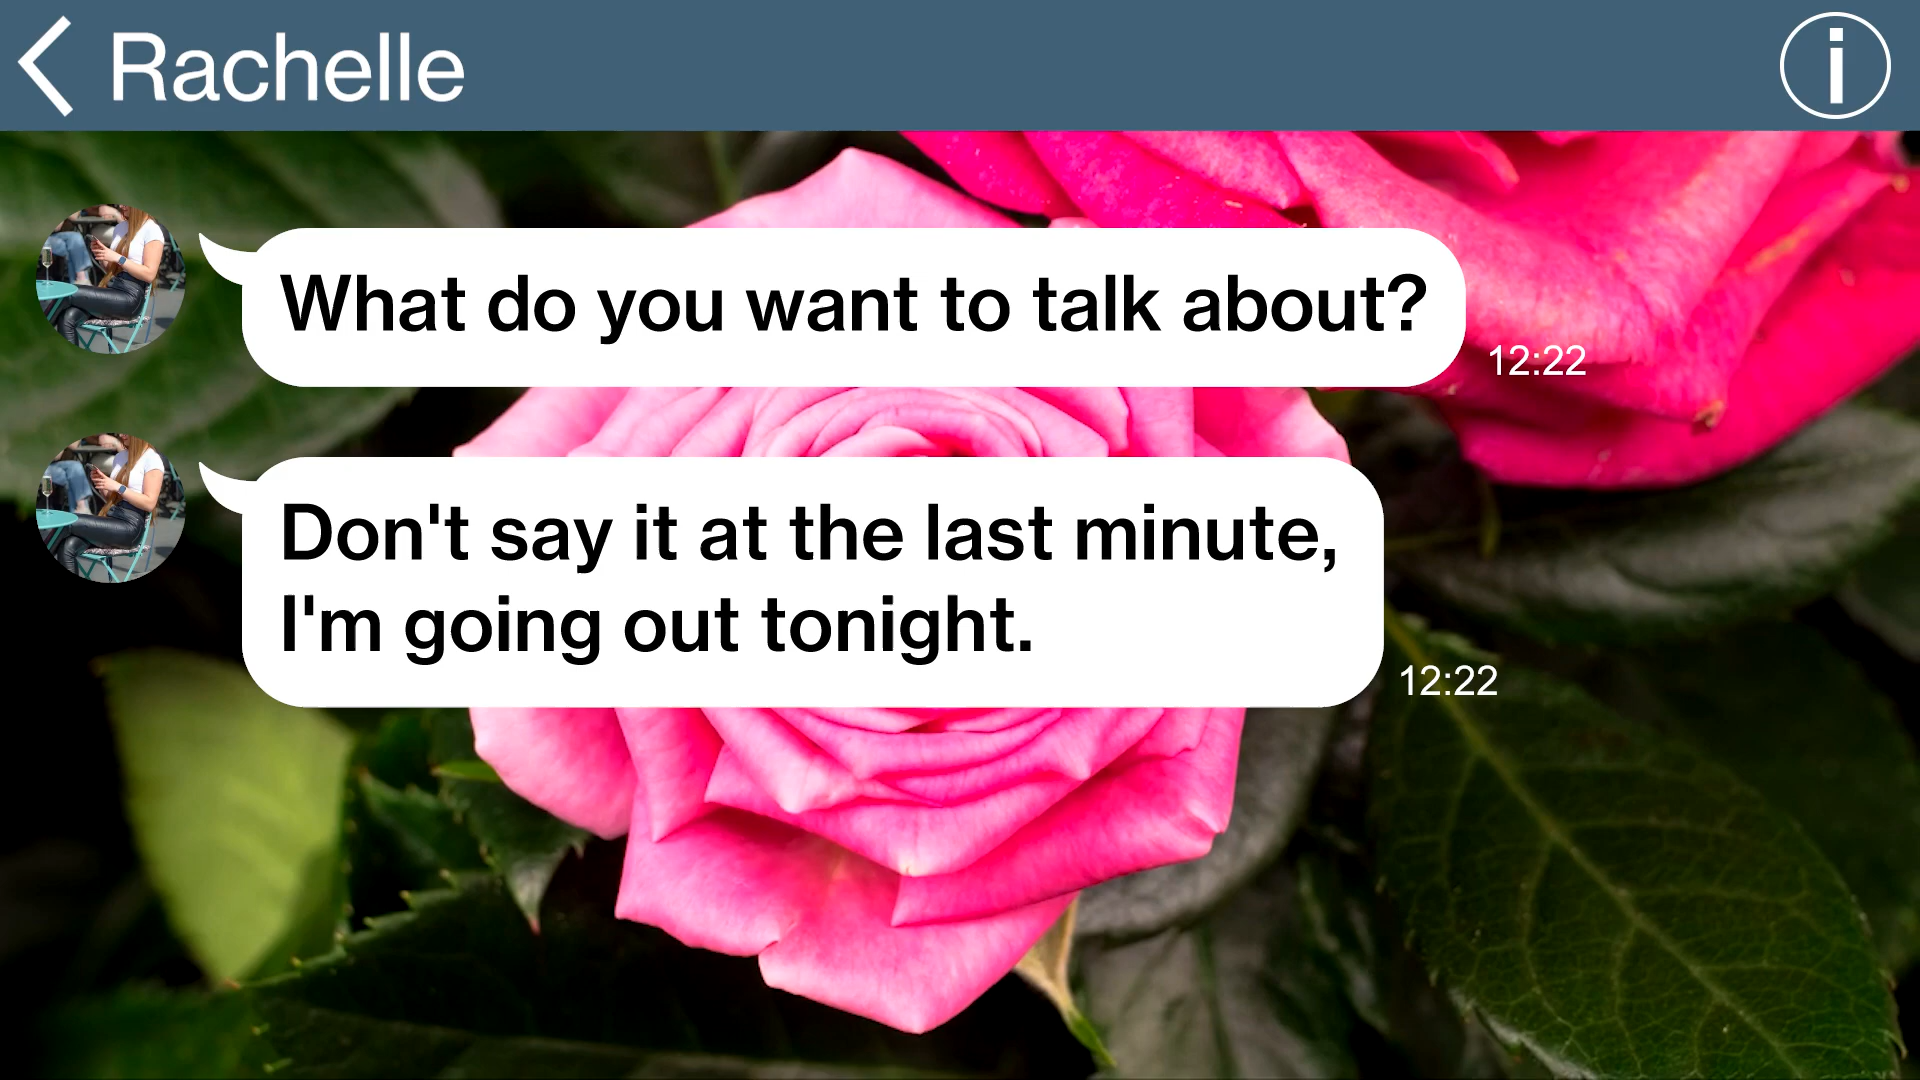 Rachelle
What do you want to talk about?
12:22
Don't say it at the last minute,
I'm going out tonight.
12:22